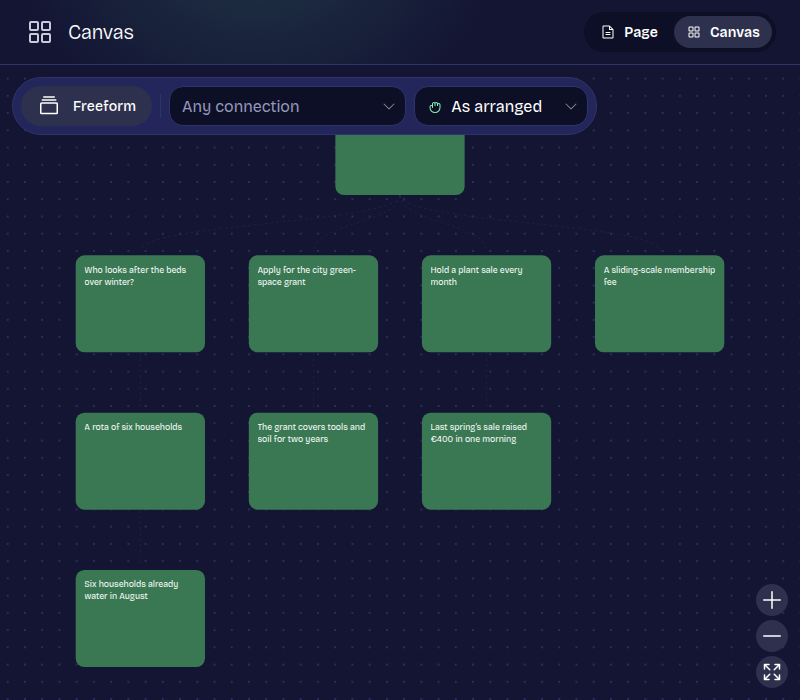 Canvas
Page
Canvas
Freeform
Any connection
As arranged
Who looks after the beds
over winter?
Apply for the city green-
space grant
Hold a plant sale every
month
A sliding-scale membership
fee
A rota of six households
The grant covers tools and
soil for two years
Last spring's sale raised
€400 in one morning
Six households already
water in August